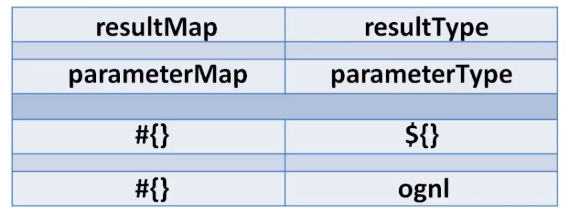 resultMap resultType
parameterMap parameterType
#{} ${}
#{} ognl